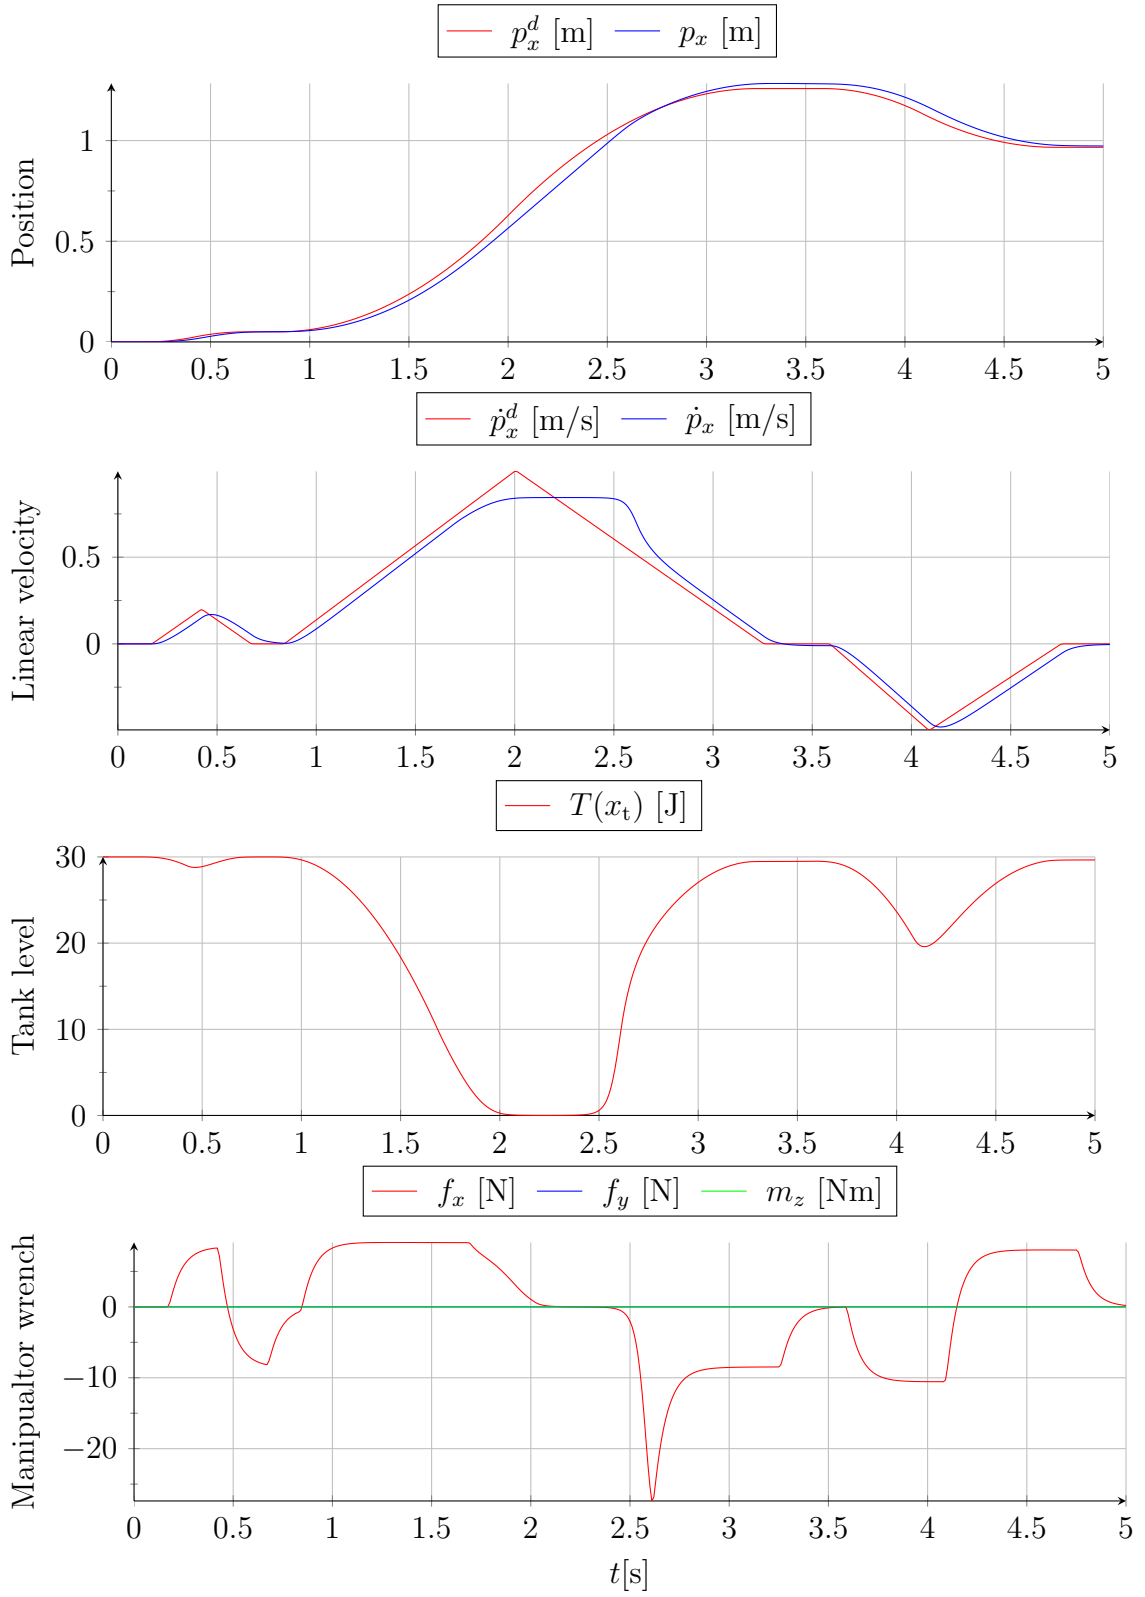 p_x^d [m] p_x [m]
Position
1
0.5
0
0 0.5 1 1.5 2 2.5 3 3.5 4 4.5 5
ṗ_x^d [m/s] ṗ_x [m/s]
Linear velocity
0.5
0
0 0.5 1 1.5 2 2.5 3 3.5 4 4.5 5
T(x_t) [J]
Tank level
30
20
10
0
0 0.5 1 1.5 2 2.5 3 3.5 4 4.5 5
f_x [N] f_y [N] m_z [Nm]
Manipualtor wrench
0
−10
−20
0 0.5 1 1.5 2 2.5 3 3.5 4 4.5 5
t[s]